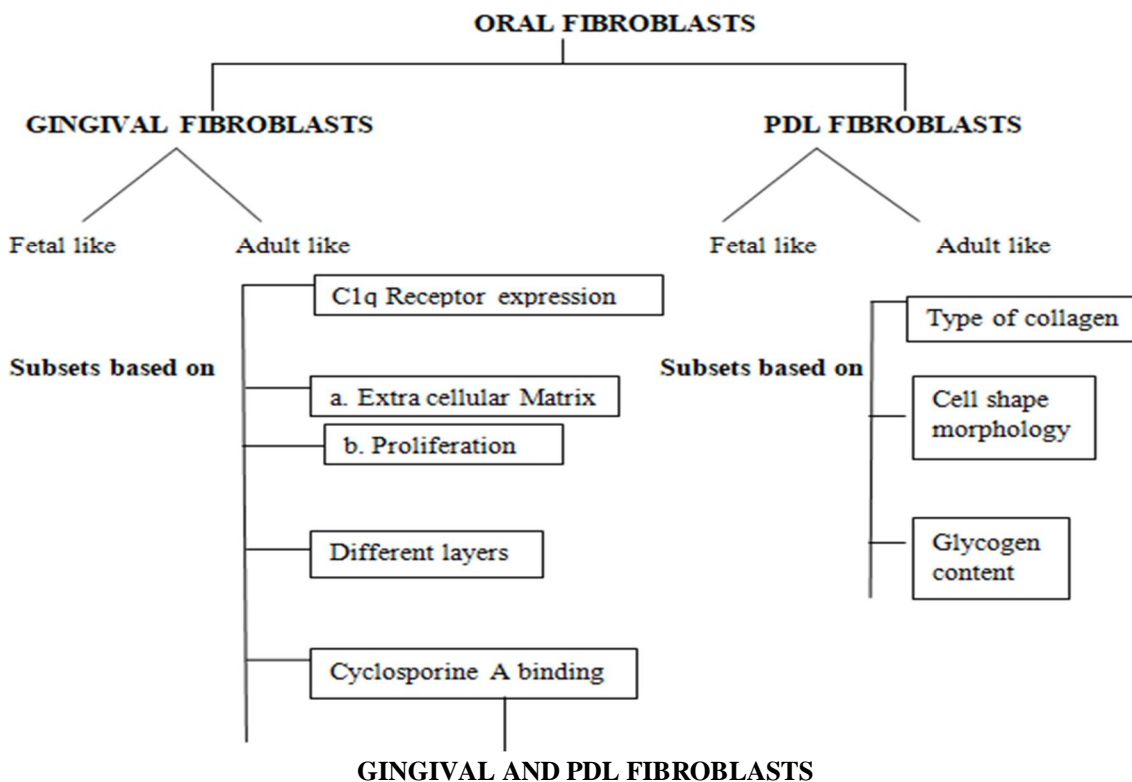 ORAL FIBROBLASTS
GINGIVAL FIBROBLASTS
PDL FIBROBLASTS
Fetal like
Adult like
Fetal like
Adult like
Subsets based on
C1q Receptor expression
a. Extra cellular Matrix
b. Proliferation
Different layers
Cyclosporine A binding
Subsets based on
Type of collagen
Cell shape
morphology
Glycogen
content
GINGIVAL AND PDL FIBROBLASTS